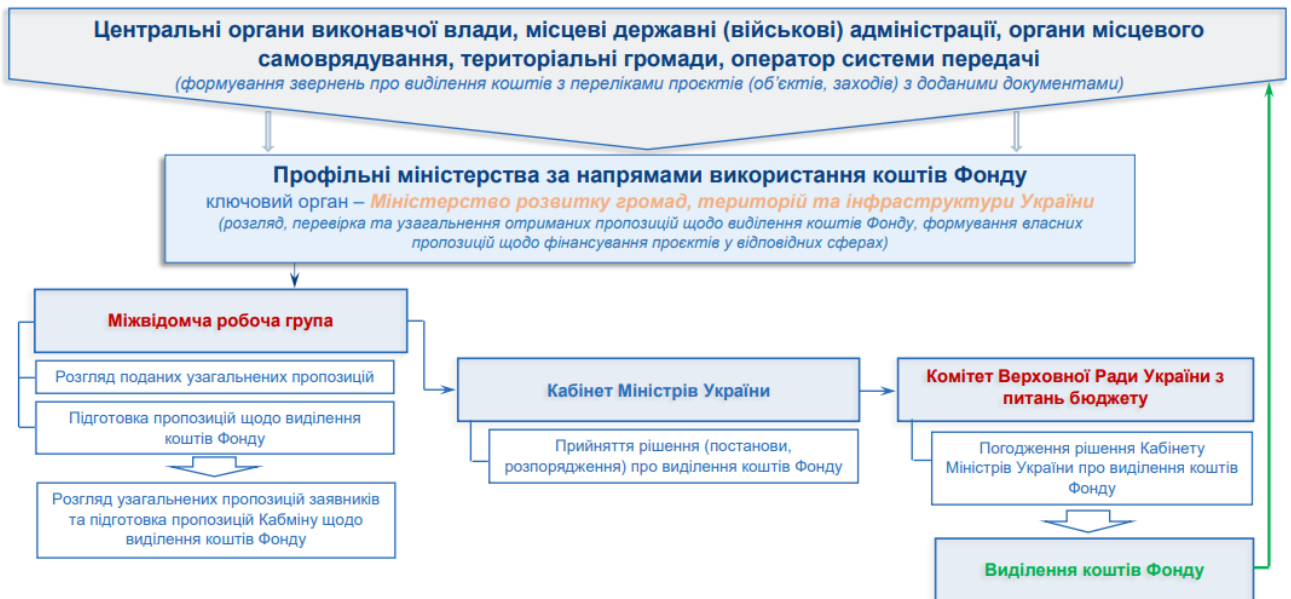 Центральні органи виконавчої влади, місцеві державні (військові) адміністрації, органи місцевого
самоврядування, територіальні громади, оператор системи передачі
(формування звернень про виділення коштів з переліками проєктів (об’єктів, заходів) з доданими документами)
Профільні міністерства за напрямами використання коштів Фонду
ключовий орган – Міністерство розвитку громад, територій та інфраструктури України
(розгляд, перевірка та узагальнення отриманих пропозицій щодо виділення коштів Фонду, формування власних
пропозицій щодо фінансування проєктів у відповідних сферах)
Міжвідомча робоча група
Розгляд поданих узагальнених пропозицій
Підготовка пропозицій щодо виділення
коштів Фонду
Розгляд узагальнених пропозицій заявників
та підготовка пропозицій Кабміну щодо
виділення коштів Фонду
Кабінет Міністрів України
Прийняття рішення (постанови,
розпорядження) про виділення коштів Фонду
Комітет Верховної Ради України з
питань бюджету
Погодження рішення Кабінету
Міністрів України про виділення коштів
Фонду
Виділення коштів Фонду